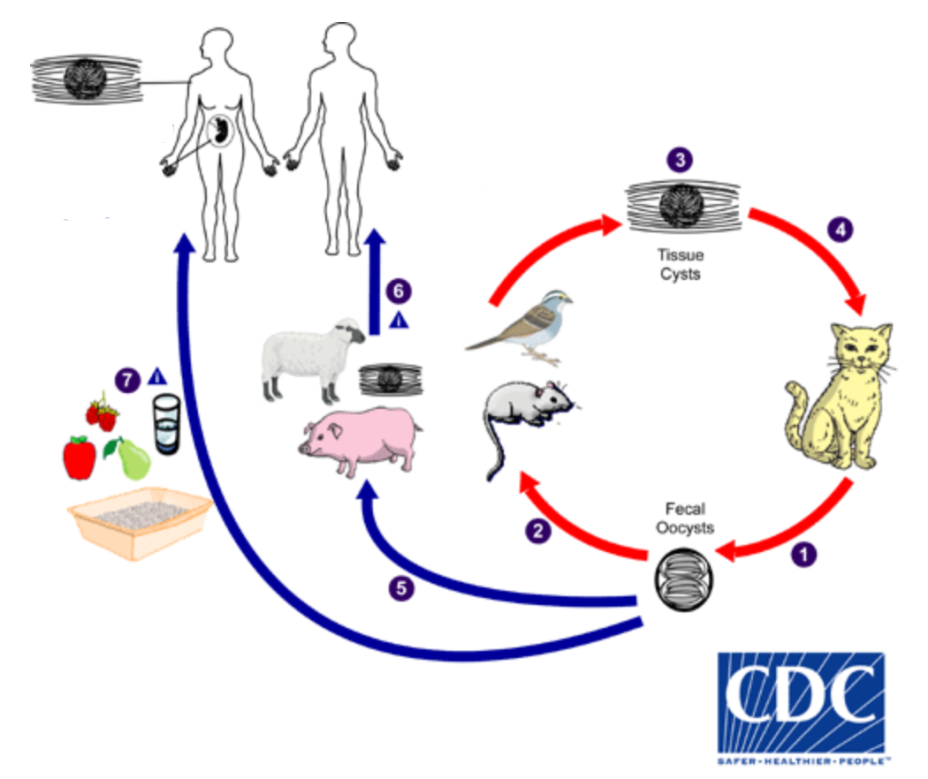 3
4
Tissue
Cysts
6
i
7
i
Fecal
Oocysts
2
1
5
CDC
SAFER•HEALTHIER•PEOPLE™